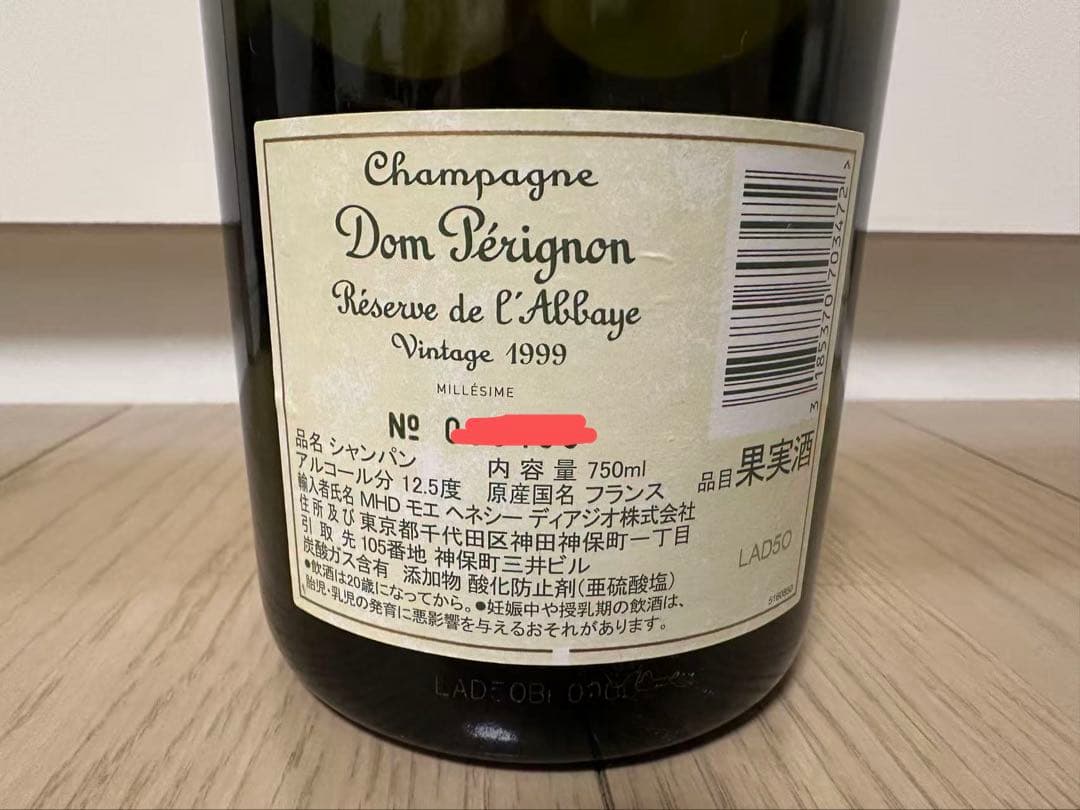 Champagne
Dom Pérignon
Réserve de l'Abbaye
Vintage 1999
MILLÉSIME
Nº 0
品名 シャンパン 内容量 750ml
アルコール分 12.5度 原産国名 フランス
輸入者氏名 MHD モエ ヘネシー ディアジオ株式会社
住所及び 東京都千代田区神田神保町一丁目
引取先 105番地 神保町三井ビル
炭酸ガス含有 添加物 酸化防止剤(亜硫酸塩)
●飲酒は20歳になってから。●妊娠中や授乳期の飲酒は、
胎児・乳児の発育に悪影響を与えるおそれがあります。
品目 果実酒
LAD50
5160850
3 185370 703472 >